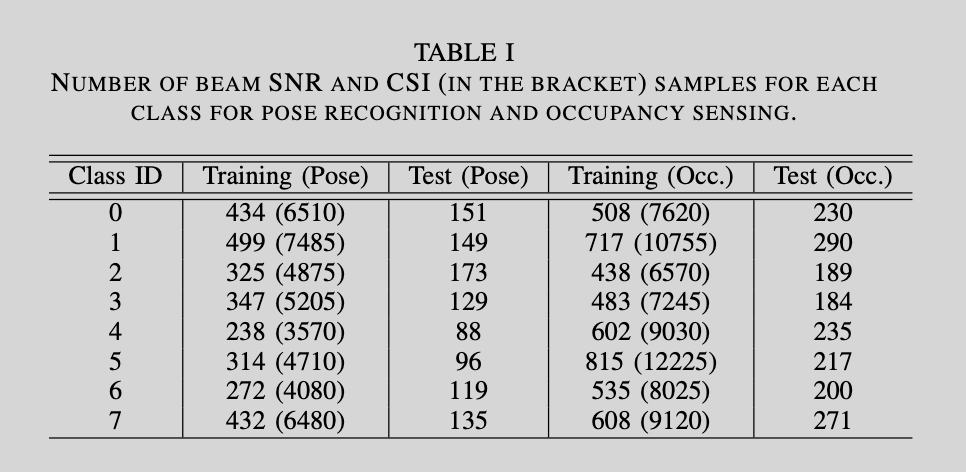 TABLE I
NUMBER OF BEAM SNR AND CSI (IN THE BRACKET) SAMPLES FOR EACH
CLASS FOR POSE RECOGNITION AND OCCUPANCY SENSING.
Class ID Training (Pose) Test (Pose) Training (Occ.) Test (Occ.)
0 434 (6510) 151 508 (7620) 230
1 499 (7485) 149 717 (10755) 290
2 325 (4875) 173 438 (6570) 189
3 347 (5205) 129 483 (7245) 184
4 238 (3570) 88 602 (9030) 235
5 314 (4710) 96 815 (12225) 217
6 272 (4080) 119 535 (8025) 200
7 432 (6480) 135 608 (9120) 271